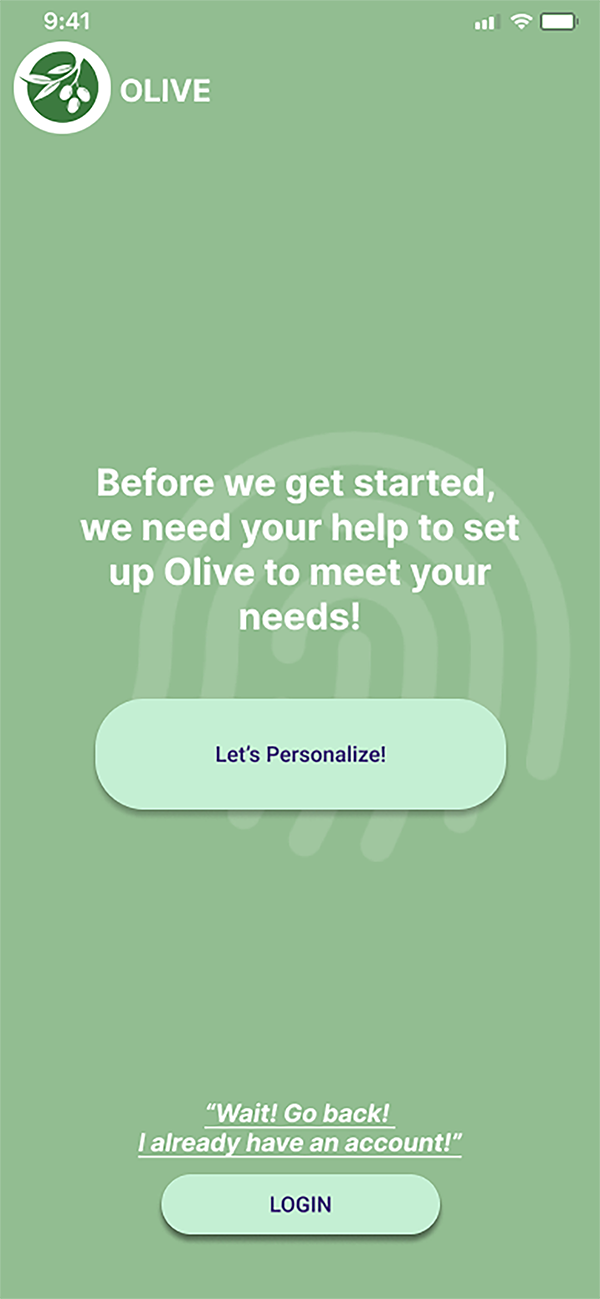 9:41
OLIVE
Before we get started,
we need your help to set
up Olive to meet your
needs!
Let’s Personalize!
“Wait! Go back!
I already have an account!”
LOGIN